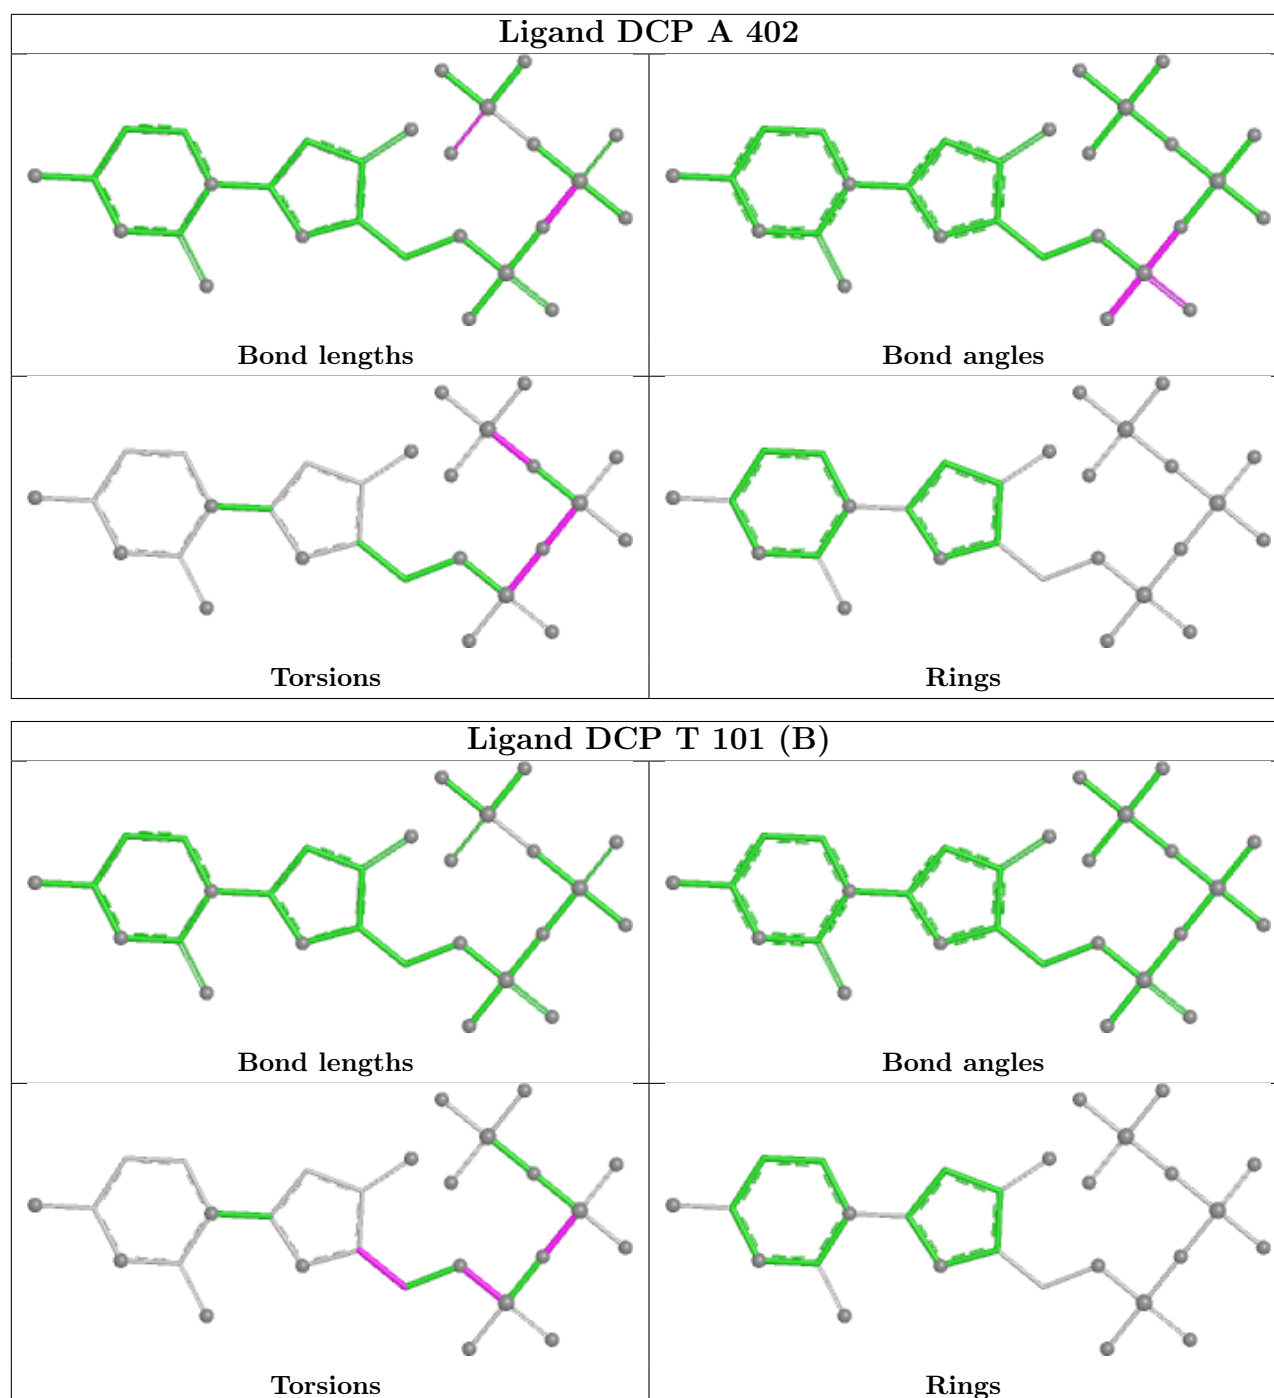 Ligand DCP A 402
Bond lengths
Bond angles
Torsions
Rings
Ligand DCP T 101 (B)
Bond lengths
Bond angles
Torsions
Rings